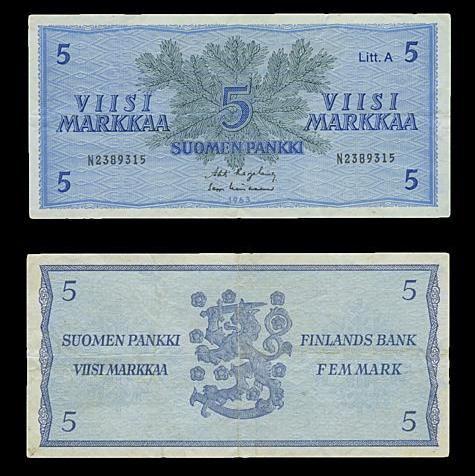 5 5
Litt. A
VIISI 5 VIISI
MARKKAA MARKKAA
SUOMEN PANKKI
N2389315 N2389315
5 5
1963
5 5
SUOMEN PANKKI FINLANDS BANK
VIISI MARKKAA FEM MARK
5 5